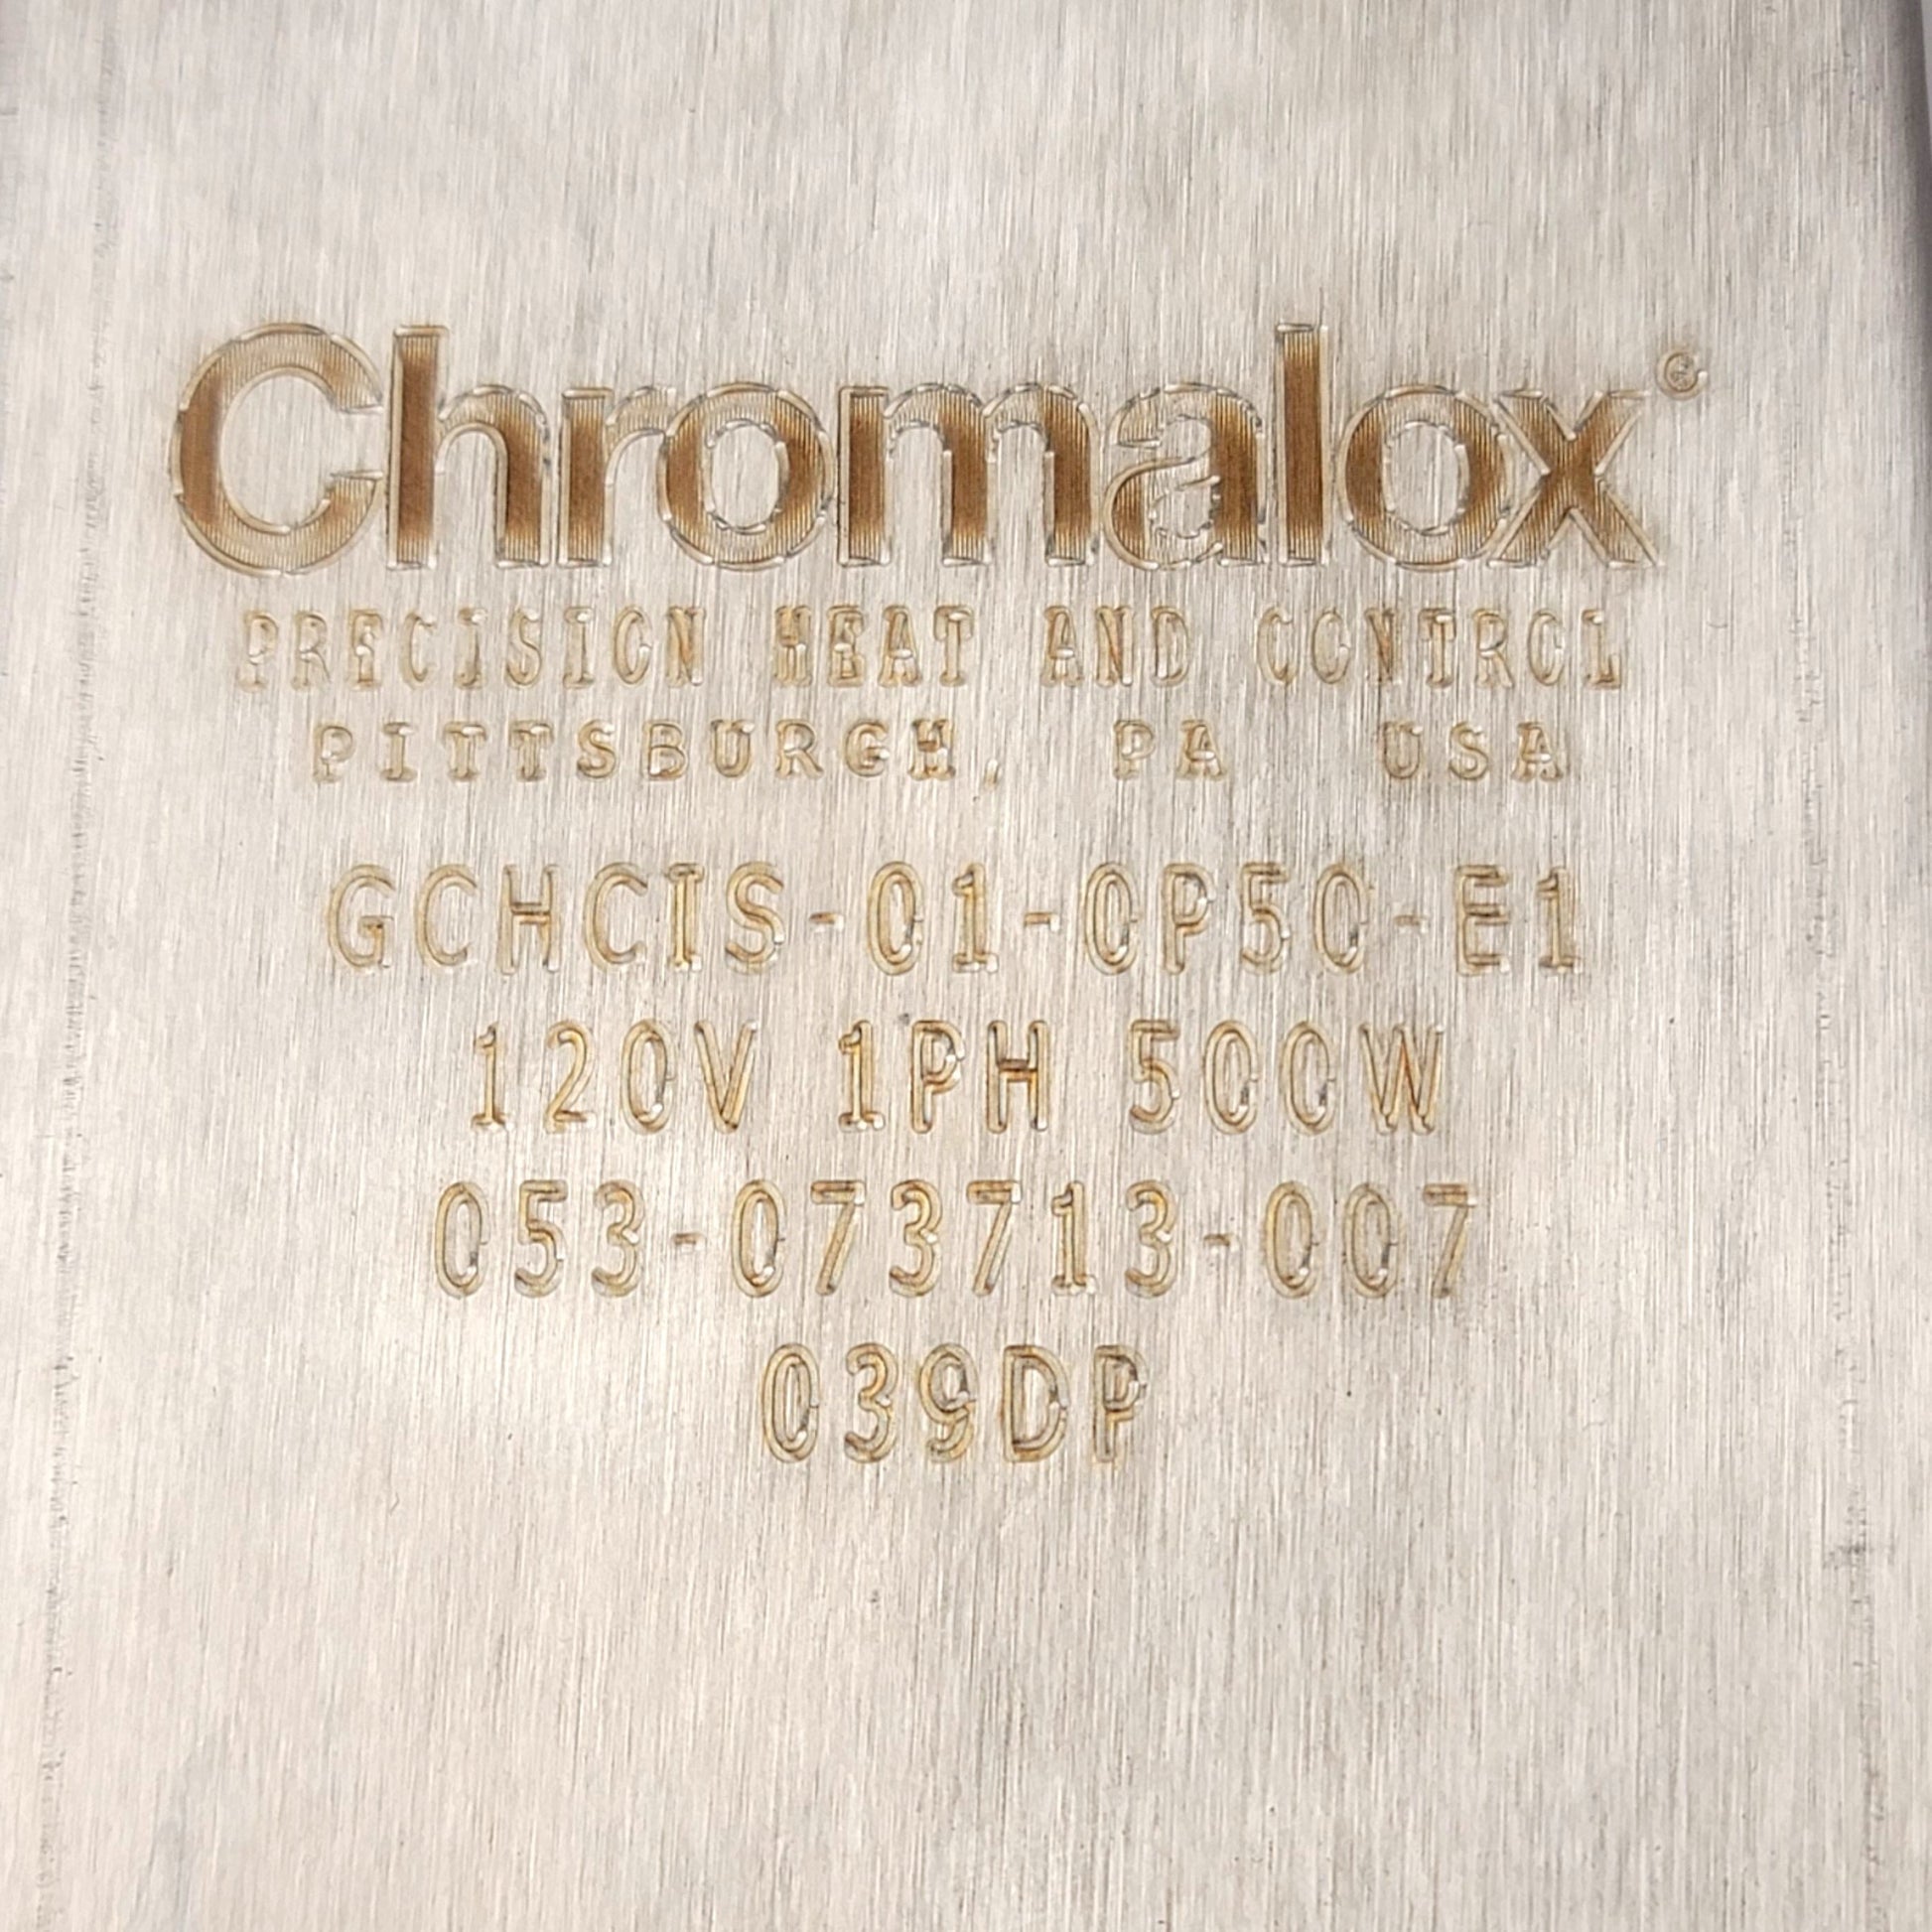 Chromalox®
PRECISION HEAT AND CONTROL
PITTSBURGH, PA USA
GCHCIS-01-0P50-E1
120V 1PH 500W
053-073713-007
039DP